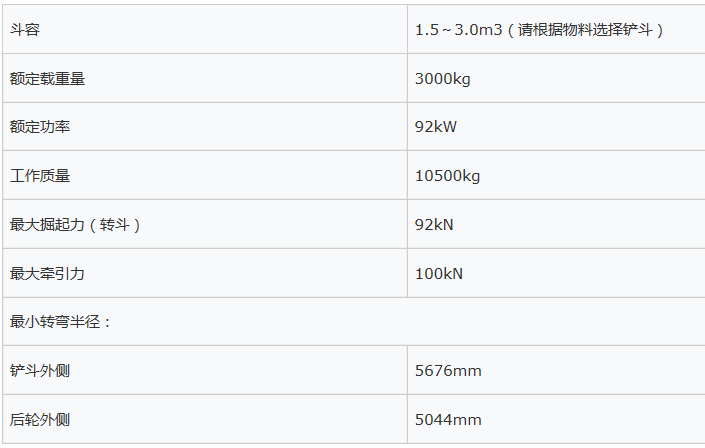 斗容 1.5～3.0m3（请根据物料选择铲斗）
额定载重量 3000kg
额定功率 92kW
工作质量 10500kg
最大掘起力（转斗） 92kN
最大牵引力 100kN
最小转弯半径：
铲斗外侧 5676mm
后轮外侧 5044mm